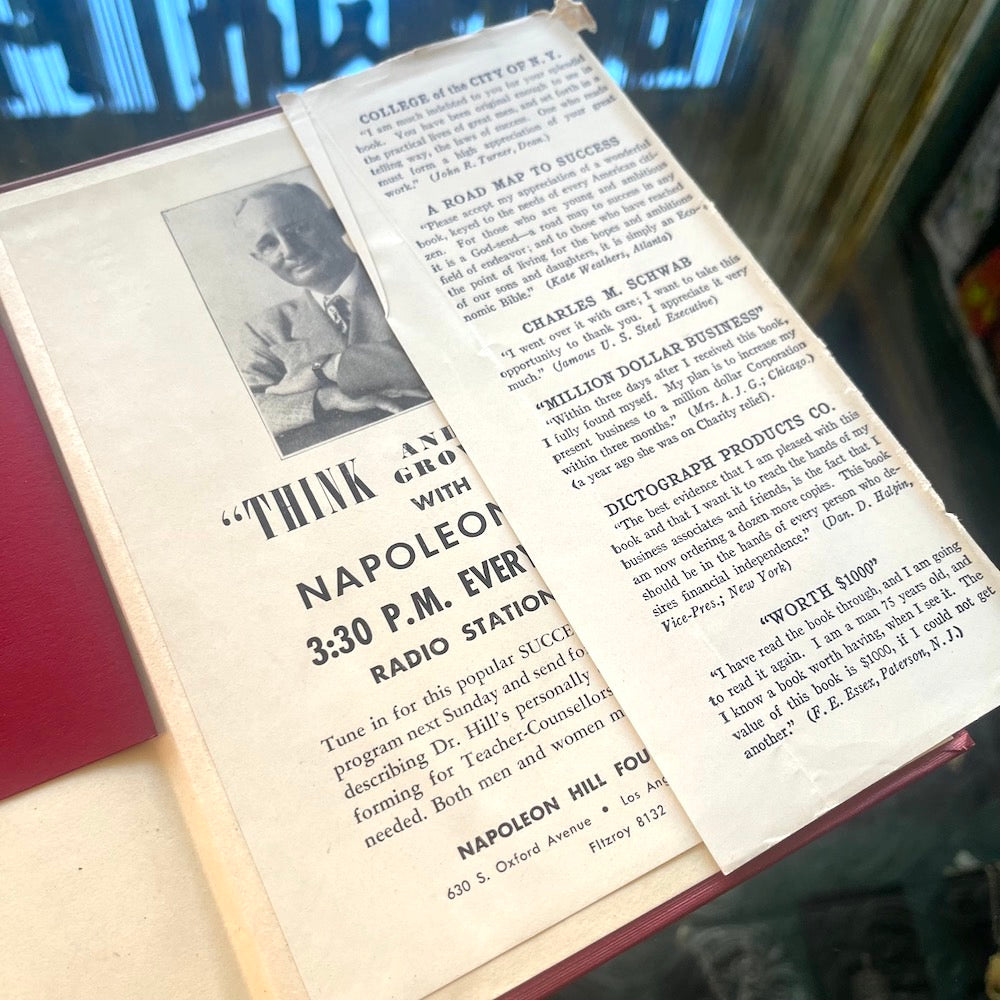 "THINK AND
GRO
WITH
NAPOLEON
3:30 P.M. EVERY
RADIO STATION
Tune in for this popular SUCCE
program next Sunday and send fo
describing Dr. Hill's personally
forming for Teacher-Counsellors
needed. Both men and women m
NAPOLEON HILL FOU
630 S. Oxford Avenue • Los Ang
FItzroy 8132
COLLEGE of the CITY OF N. Y.
"I am much indebted to you for your splendid
book. You have been original enough to see in
the practical lives of great men, and set forth in a
telling way, the laws of success. One who reads
must form a high appreciation of your great
work." (John R. Turner, Dean.)
A ROAD MAP TO SUCCESS
"Please accept my appreciation of a wonderful
book, keyed to the needs of every American citi-
zen. For those who are young and ambitious
it is a God-send—a road map to success in any
field of endeavor; and to those who have reached
the point of living for the hopes and ambitions
of our sons and daughters, it is simply an Eco-
nomic Bible." (Kate Weathers, Atlanta)
CHARLES M. SCHWAB
"I went over it with care; I want to take this
opportunity to thank you. I appreciate it very
much." (famous U. S. Steel Executive)
"MILLION DOLLAR BUSINESS"
"Within three days after I received this book,
I fully found myself. My plan is to increase my
present business to a million dollar Corporation
within three months." (Mrs. A. J. G.; Chicago.)
(a year ago she was on Charity relief).
DICTOGRAPH PRODUCTS CO.
"The best evidence that I am pleased with this
book and that I want it to reach the hands of my
business associates and friends, is the fact that I
am now ordering a dozen more copies. This book
should be in the hands of every person who de-
sires financial independence." (Dan. D. Halpin,
Vice-Pres.; New York)
"WORTH $1000"
"I have read the book through, and I am going
to read it again. I am a man 75 years old, and
I know a book worth having, when I see it. The
value of this book is $1000, if I could not get
another." (F. E. Essex, Paterson, N. J.)